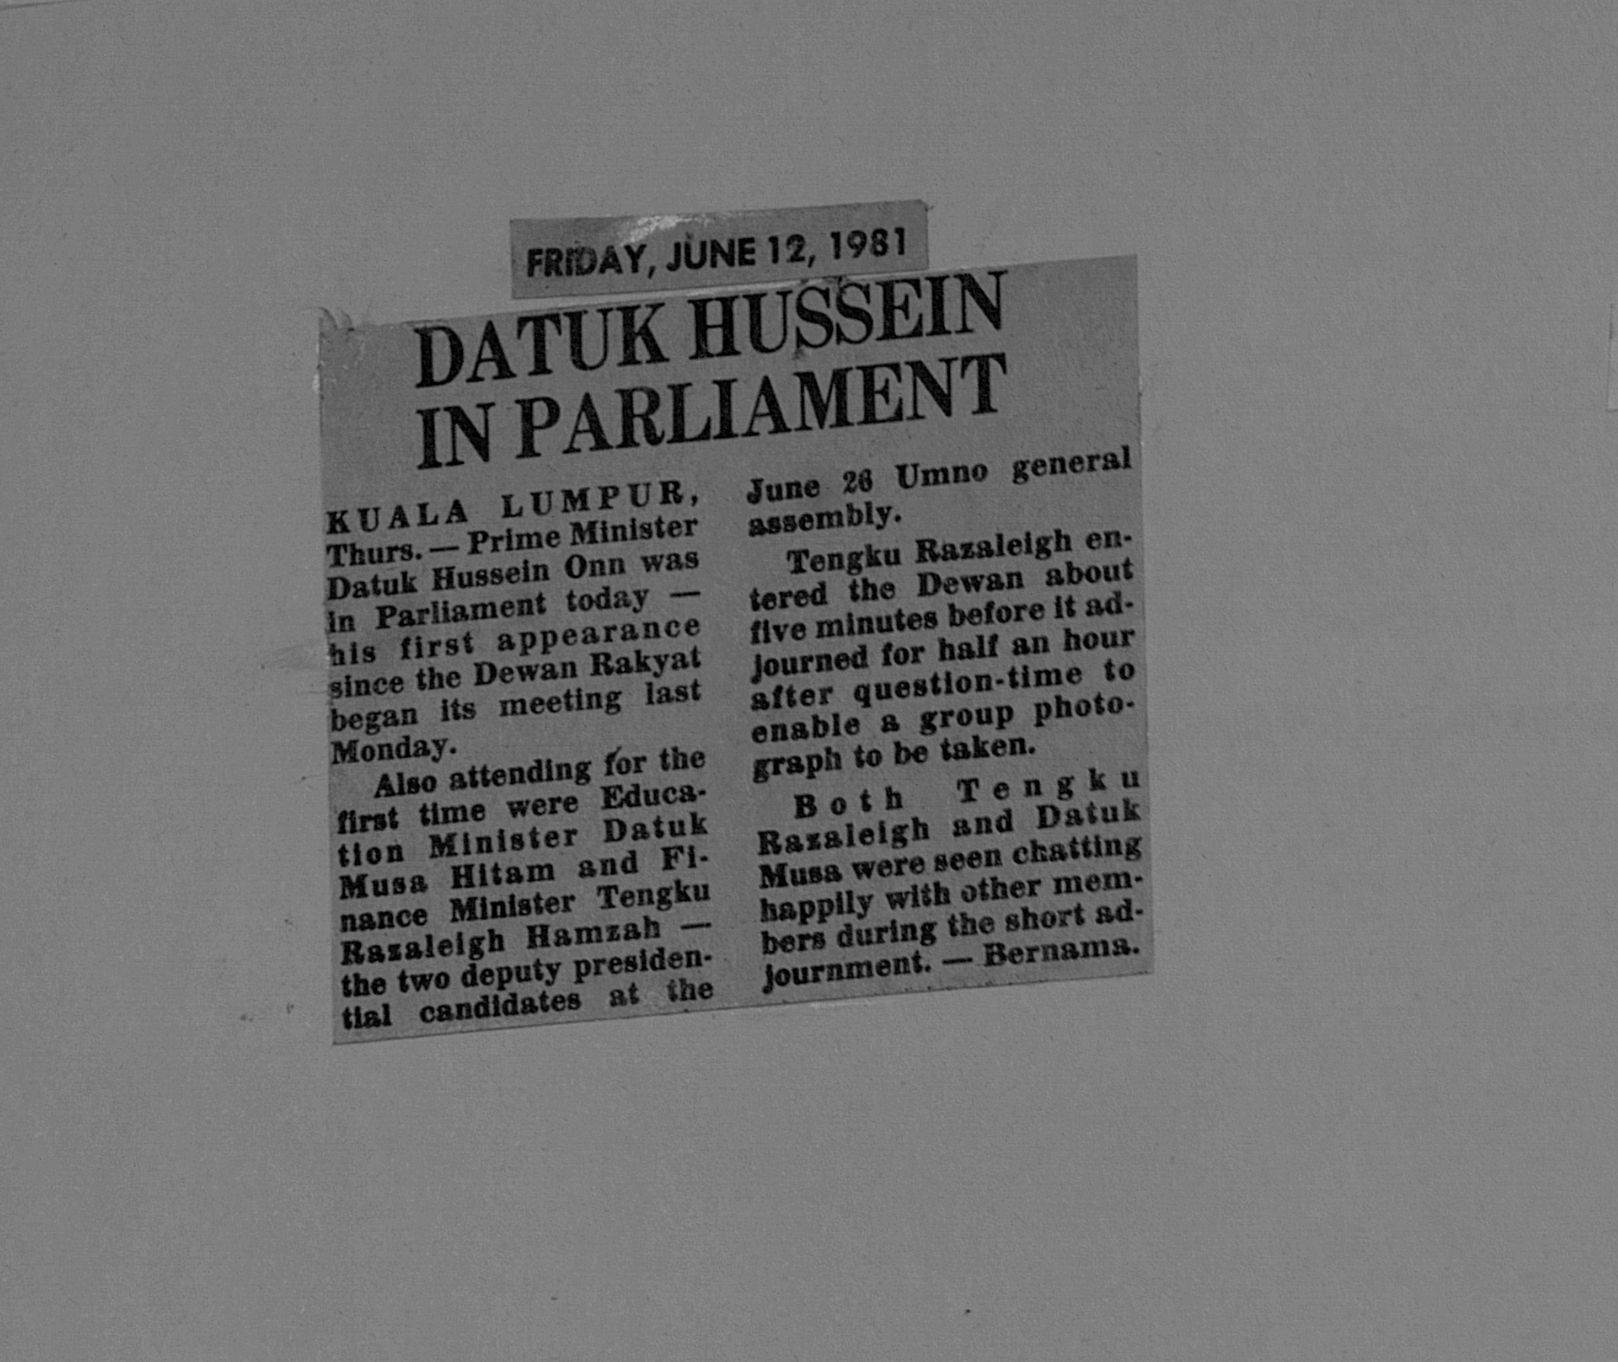 FRIDAY, JUNE 12, 1981
DATUK HUSSEIN
IN PARLIAMENT
KUALA LUMPUR,
Thurs. — Prime Minister
Datuk Hussein Onn was
in Parliament today —
his first appearance
since the Dewan Rakyat
began its meeting last
Monday.
Also attending for the
first time were Educa-
tion Minister Datuk
Musa Hitam and Fi-
nance Minister Tengku
Razaleigh Hamzah —
the two deputy presiden-
tial candidates at the
June 26 Umno general
assembly.
Tengku Razaleigh en-
tered the Dewan about
five minutes before it ad-
journed for half an hour
after question-time to
enable a group photo-
graph to be taken.
Both Tengku
Razaleigh and Datuk
Musa were seen chatting
happily with other mem-
bers during the short ad-
journment. — Bernama.